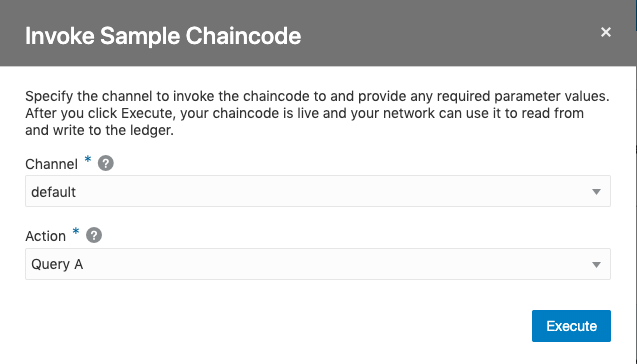 Invoke Sample Chaincode
×
Specify the channel to invoke the chaincode to and provide any required parameter values.
After you click Execute, your chaincode is live and your network can use it to read from
and write to the ledger.
Channel * ?
default
Action * ?
Query A
Execute